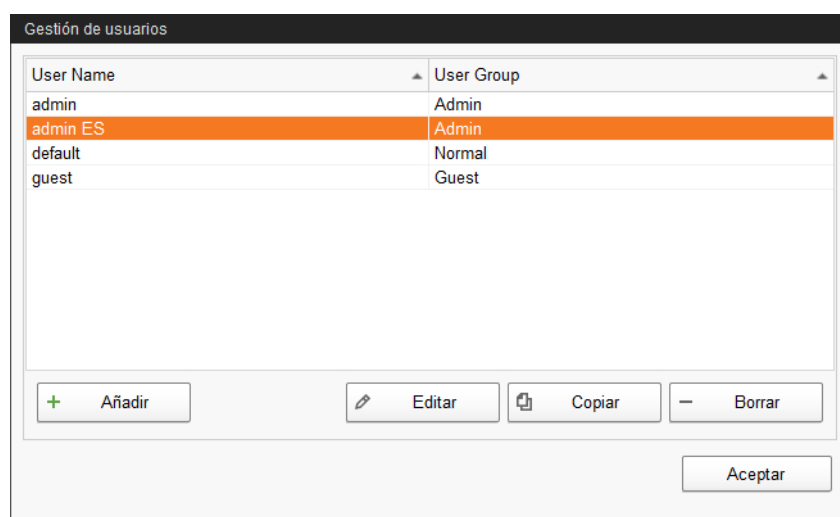 Gestión de usuarios
User Name User Group
admin Admin
admin ES Admin
default Normal
guest Guest
Añadir Editar Copiar Borrar
Aceptar